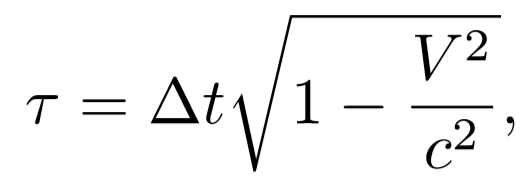 τ = Δt√(1 − V²/c²),